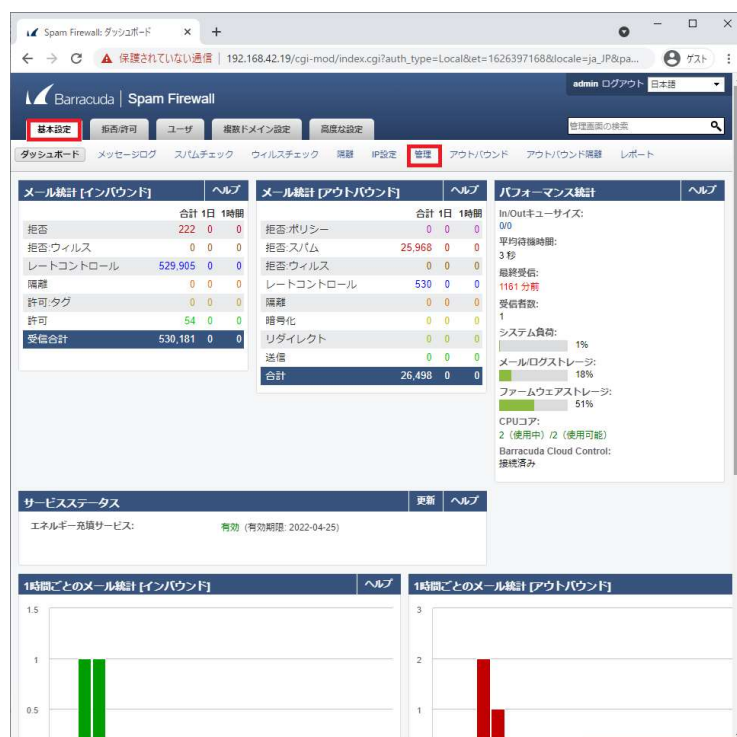 Spam Firewall: ダッシュボード
保護されていない通信 | 192.168.42.19/cgi-mod/index.cgi?auth_type=Local&et=1626397168&locale=ja_JP&pa... ゲスト
admin ログアウト 日本語
Barracuda | Spam Firewall
基本設定 拒否/許可 ユーザ 複数ドメイン設定 高度な設定 管理画面の検索
ダッシュボード メッセージログ スパムチェック ウィルスチェック 隔離 IP設定 管理 アウトバウンド アウトバウンド隔離 レポート
メール統計 [インバウンド] ヘルプ
合計 1日 1時間
拒否 222 0 0
拒否:ウィルス 0 0 0
レートコントロール 529,905 0 0
隔離 0 0 0
許可:タグ 0 0 0
許可 54 0 0
受信合計 530,181 0 0
メール統計 [アウトバウンド] ヘルプ
合計 1日 1時間
拒否:ポリシー 0 0 0
拒否:スパム 25,968 0 0
拒否:ウィルス 0 0 0
レートコントロール 530 0 0
隔離 0 0 0
暗号化 0 0 0
リダイレクト 0 0 0
送信 0 0 0
合計 26,498 0 0
パフォーマンス統計 ヘルプ
In/Outキューサイズ:
0/0
平均待機時間:
3 秒
最終受信:
1161 分前
受信者数:
1
システム負荷:
1%
メール/ログストレージ:
18%
ファームウェアストレージ:
51%
CPUコア:
2（使用中）/2（使用可能）
Barracuda Cloud Control:
接続済み
サービスステータス 更新 ヘルプ
エネルギー充填サービス: 有効 (有効期限: 2022-04-25)
1時間ごとのメール統計 [インバウンド] ヘルプ
1.5
1
0.5
1時間ごとのメール統計 [アウトバウンド]
3
2
1